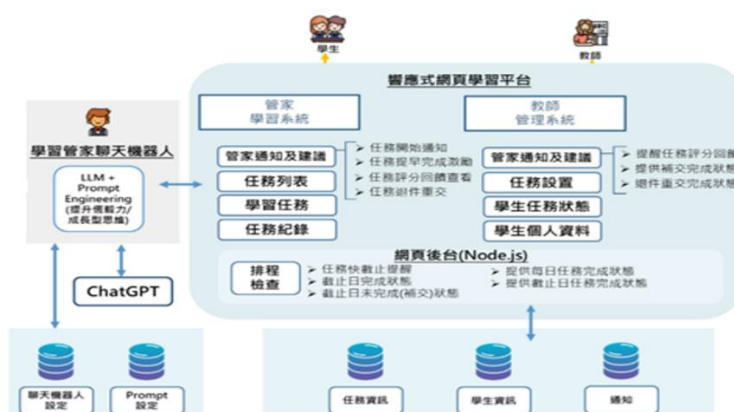 學生
教師
響應式網頁學習平台
管家
學習系統
教師
管理系統
學習管家聊天機器人
LLM +
Prompt
Engineering
(提升恆毅力/
成長型思維)
ChatGPT
管家通知及建議
任務列表
學習任務
任務紀錄
任務開始通知
任務提早完成激勵
任務評分回饋查看
任務退件重交
管家通知及建議
任務設置
學生任務狀態
學生個人資料
提醒任務評分回饋
提供補交完成狀態
退件重交完成狀態
網頁後台(Node.js)
排程
檢查
任務快截止提醒
截止日完成狀態
截止日未完成(補交)狀態
提供每日任務完成狀態
提供截止日任務完成狀態
聊天機器人
設定
Prompt
設定
任務資訊
學生資訊
通知